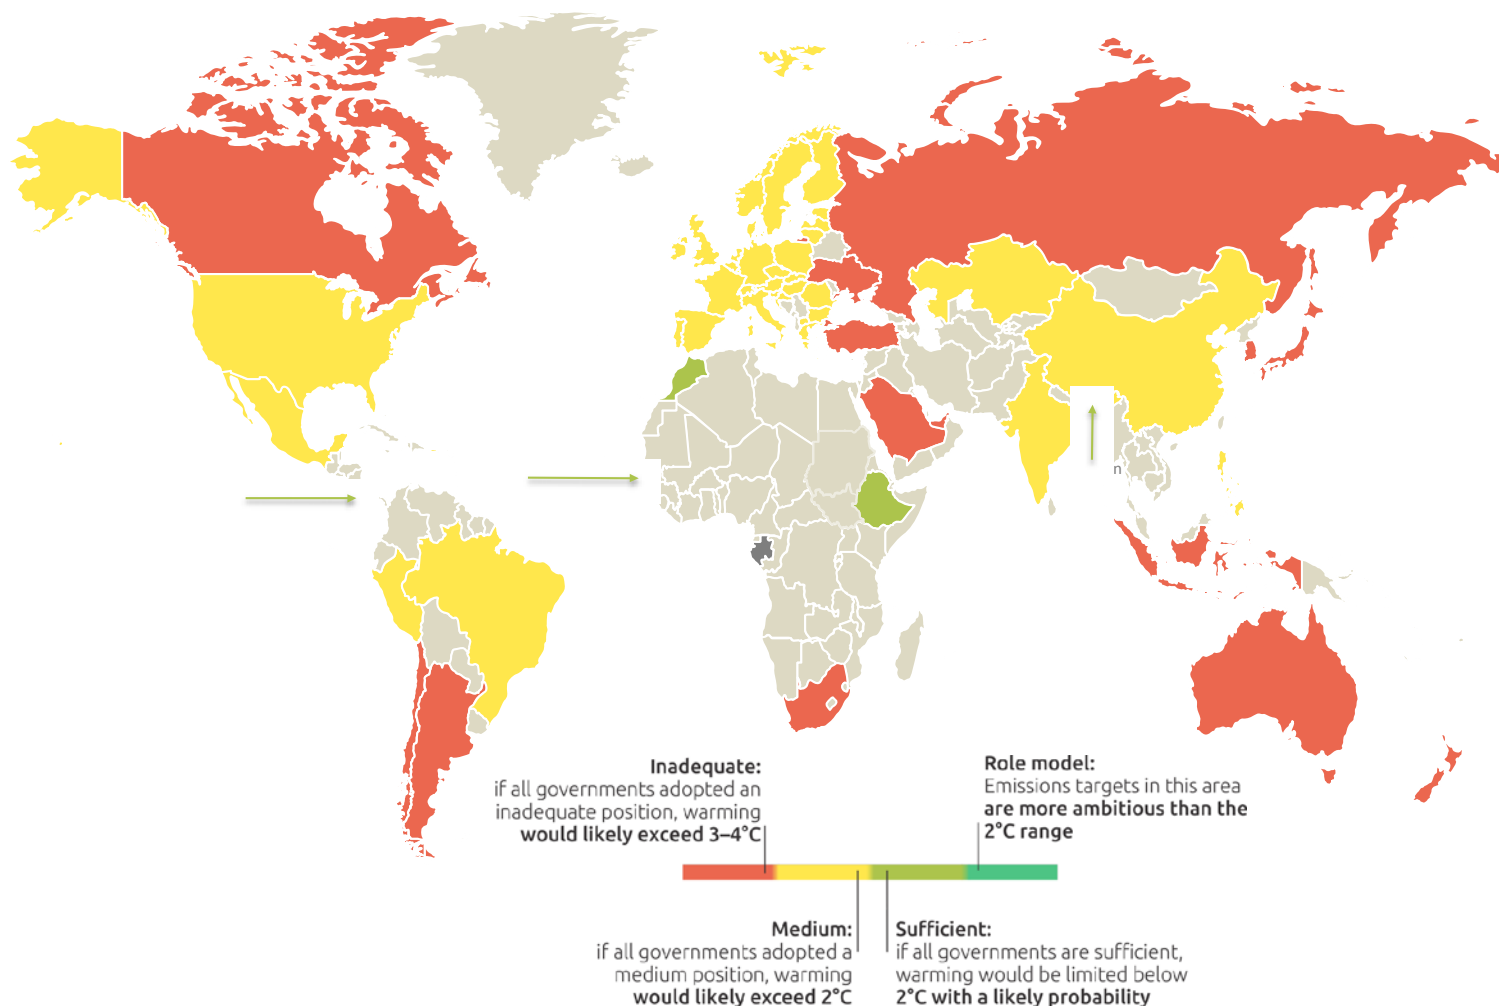 n
Inadequate:
if all governments adopted an
inadequate position, warming
would likely exceed 3–4°C
Role model:
Emissions targets in this area
are more ambitious than the
2°C range
Medium:
if all governments adopted a
medium position, warming
would likely exceed 2°C
Sufficient:
if all governments are sufficient,
warming would be limited below
2°C with a likely probability